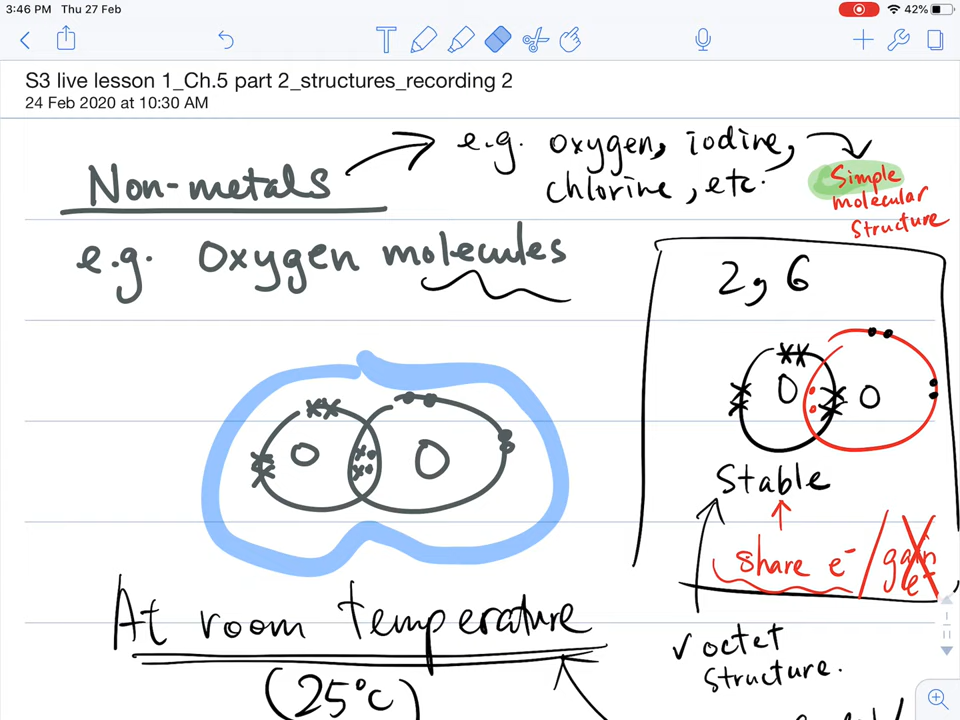 3:46 PM Thu 27 Feb
42%
S3 live lesson 1_Ch.5 part 2_structures_recording 2
24 Feb 2020 at 10:30 AM
Non-metals
e.g. oxygen, iodine,
chlorine, etc.
Simple
molecular
structure
e.g. Oxygen molecules
2, 6
O O
O O
Stable
share e⁻ / gain
e⁻
At room temperature
(25°C)
√ octet
structure.